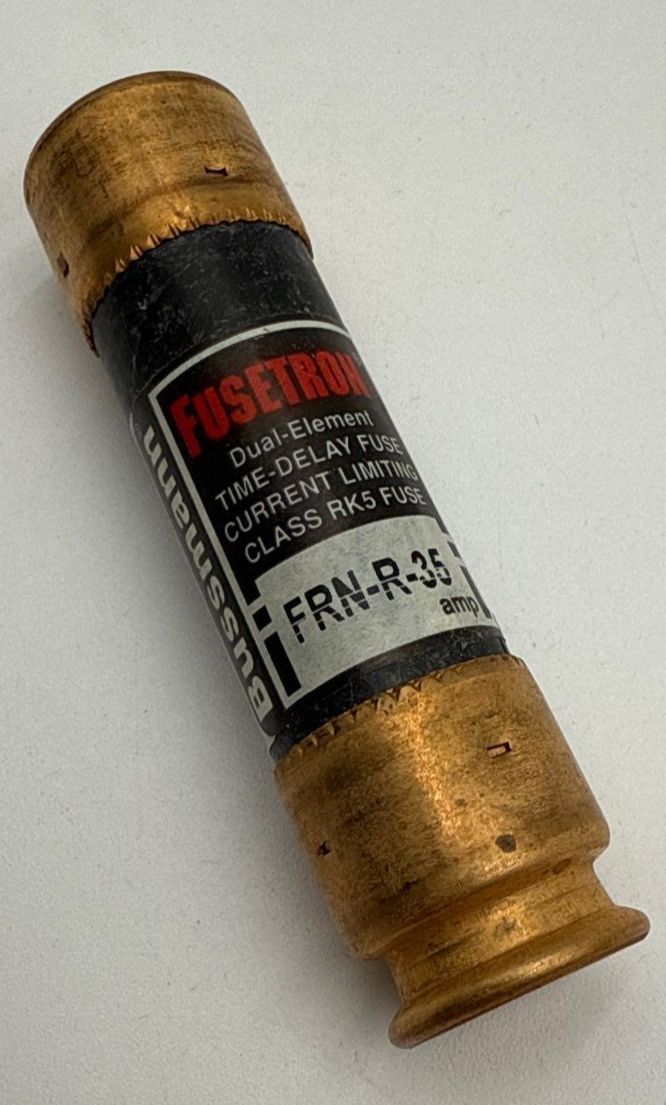 FUSETRON
Dual-Element
TIME-DELAY FUSE
CURRENT LIMITING
CLASS RK5 FUSE
FRN-R-35
amp
Bussmann